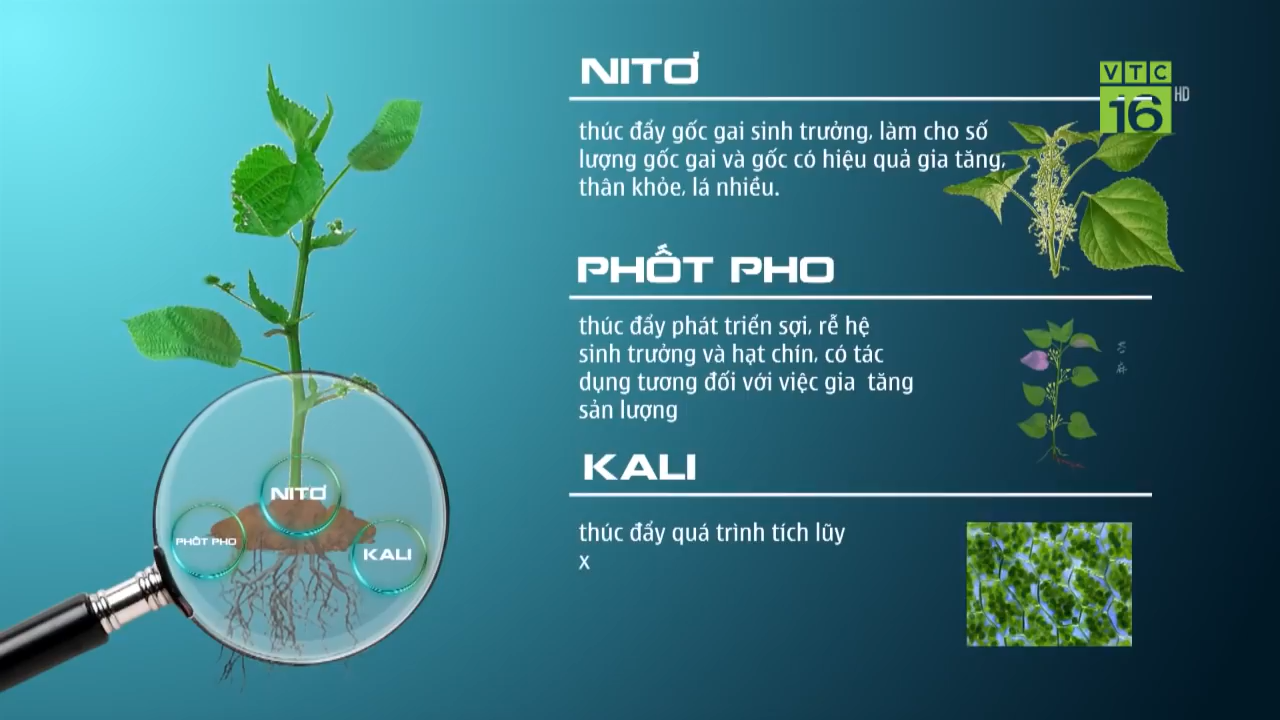 NITƠ
VTC
16
HD
thúc đẩy gốc gai sinh trưởng, làm cho số
lượng gốc gai và gốc có hiệu quả gia tăng,
thân khỏe, lá nhiều.
PHỐT PHO
thúc đẩy phát triển sợi, rễ hệ
sinh trưởng và hạt chín, có tác
dụng tương đối với việc gia  tăng
sản lượng
苎
麻
KALI
thúc đẩy quá trình tích lũy
x
NITƠ
PHỐT PHO
KALI